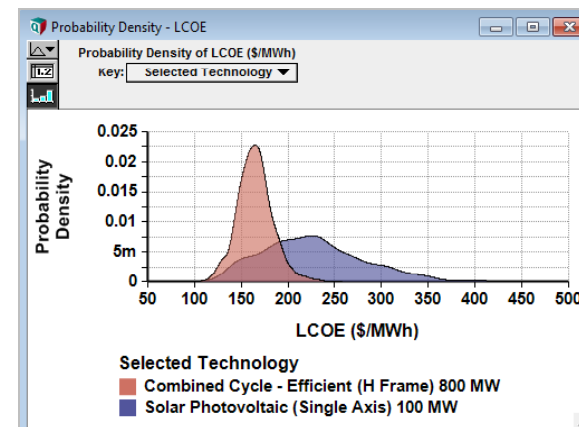 Probability Density - LCOE
Probability Density of LCOE ($/MWh)
1.2
Key: Selected Technology
Probability Density
0.025
0.02
0.015
0.01
5m
0
50 100 150 200 250 300 350 400 450 500
LCOE ($/MWh)
Selected Technology
Combined Cycle - Efficient (H Frame) 800 MW
Solar Photovoltaic (Single Axis) 100 MW